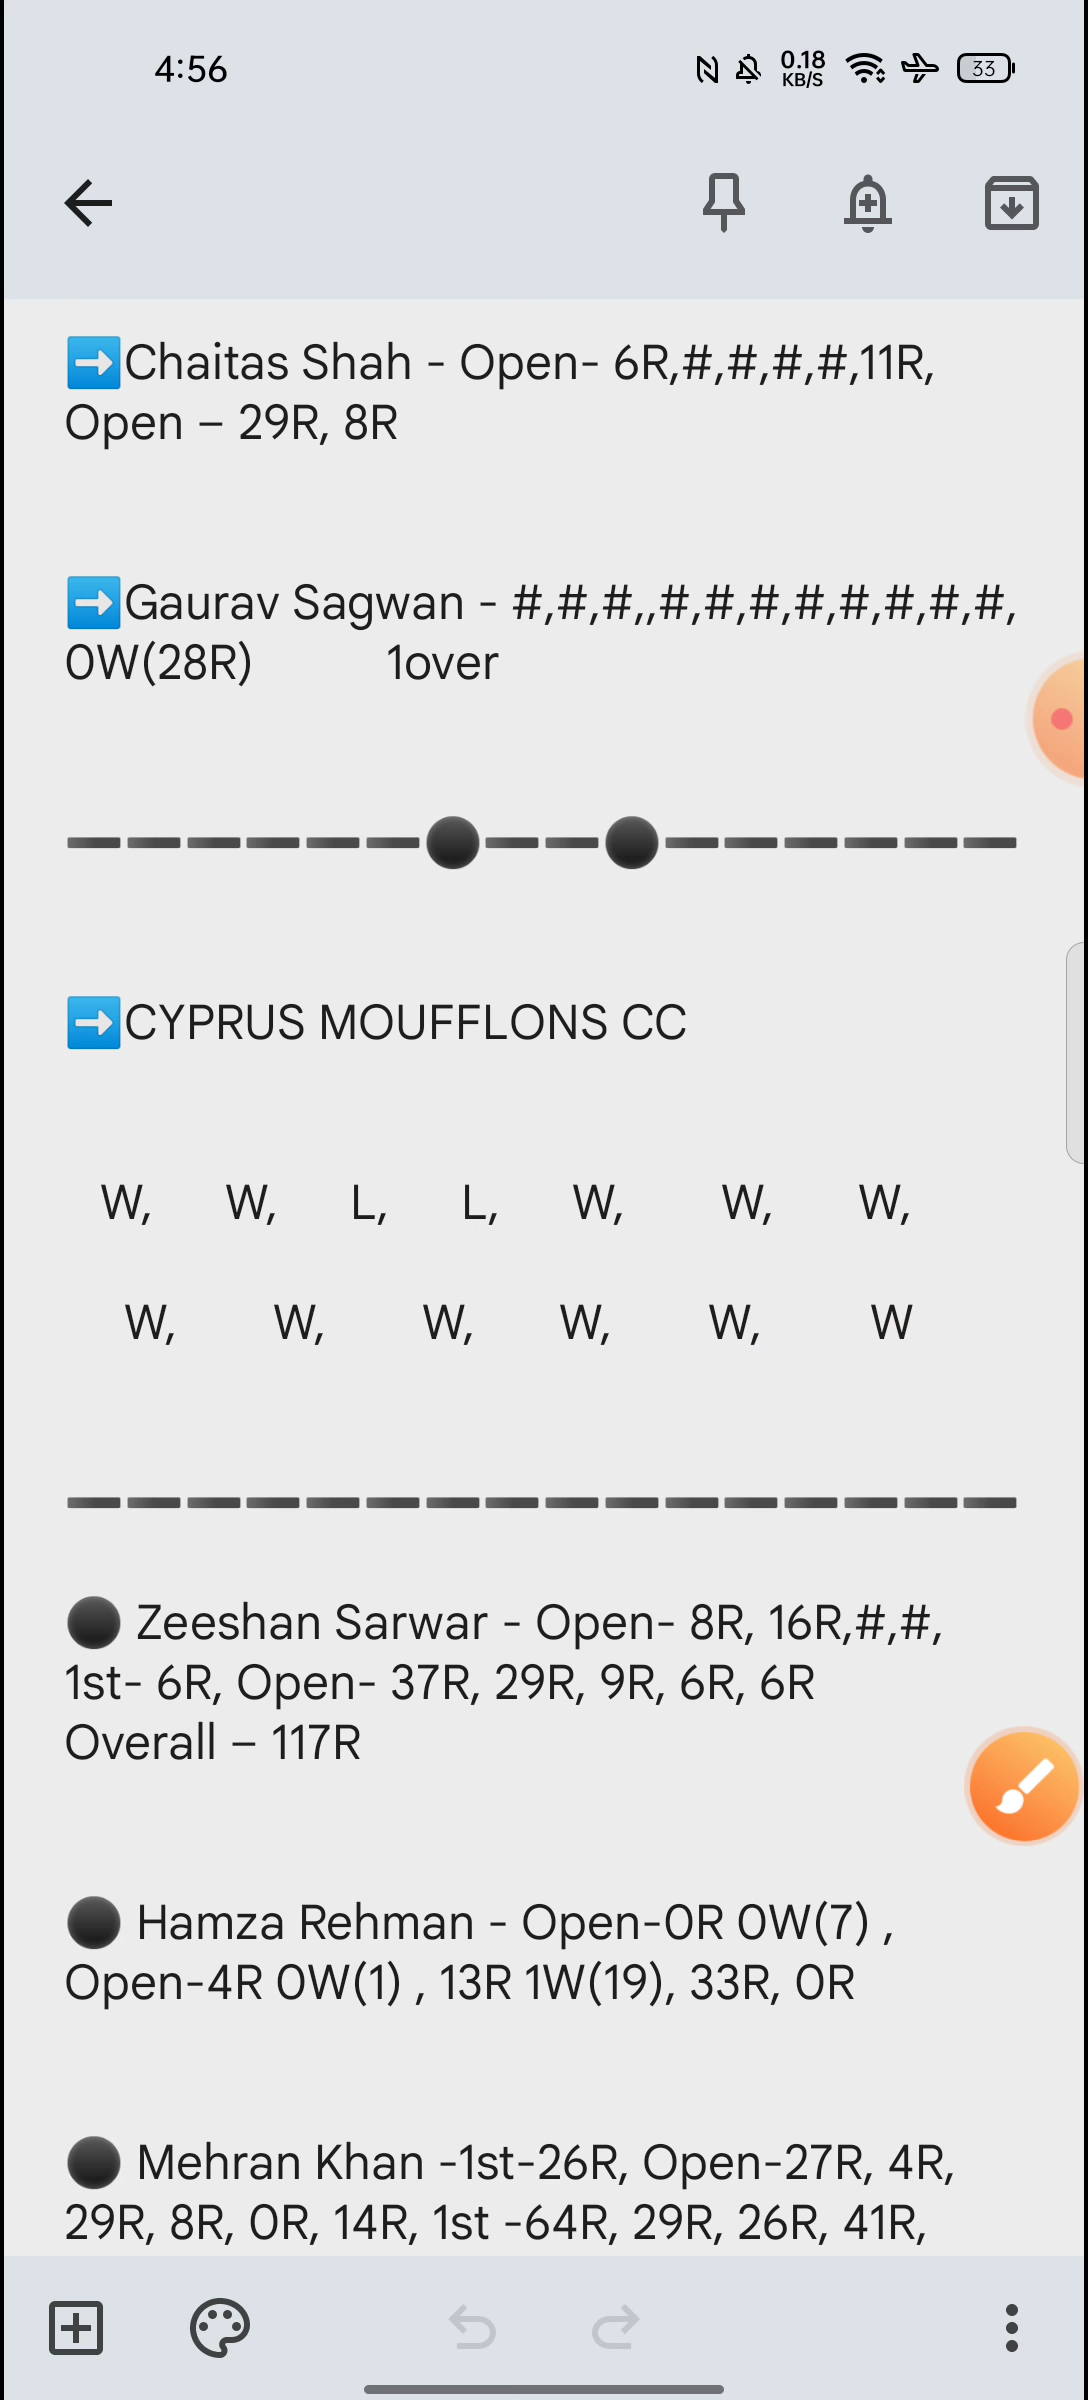 4:56 0.18 KB/S 33
➡️Chaitas Shah - Open- 6R,#,#,#,#,11R,
Open – 29R, 8R
➡️Gaurav Sagwan - #,#,#,,#,#,#,#,#,#,#,#,
0W(28R) 1over
➡️CYPRUS MOUFFLONS CC
W, W, L, L, W, W, W,
W, W, W, W, W, W
⚫ Zeeshan Sarwar - Open- 8R, 16R,#,#,
1st- 6R, Open- 37R, 29R, 9R, 6R, 6R
Overall – 117R
⚫ Hamza Rehman - Open-0R 0W(7) ,
Open-4R 0W(1) , 13R 1W(19), 33R, 0R
⚫ Mehran Khan -1st-26R, Open-27R, 4R,
29R, 8R, 0R, 14R, 1st -64R, 29R, 26R, 41R,